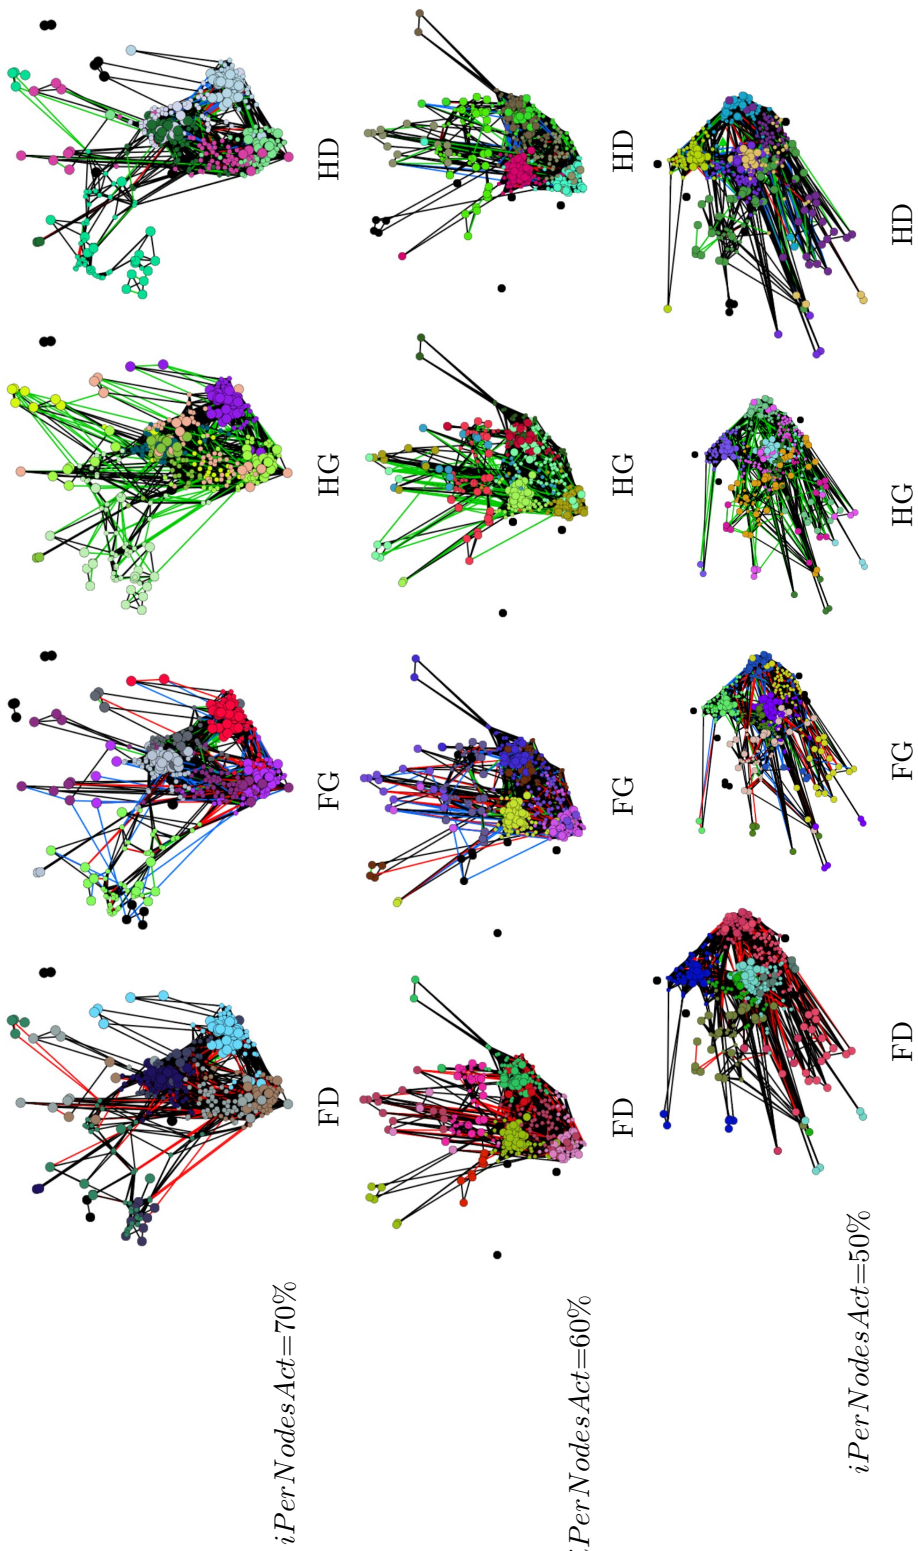 iPerNodesAct=70%
FD FG HG HD
iPerNodesAct=60%
FD FG HG HD
iPerNodesAct=50%
FD FG HG HD